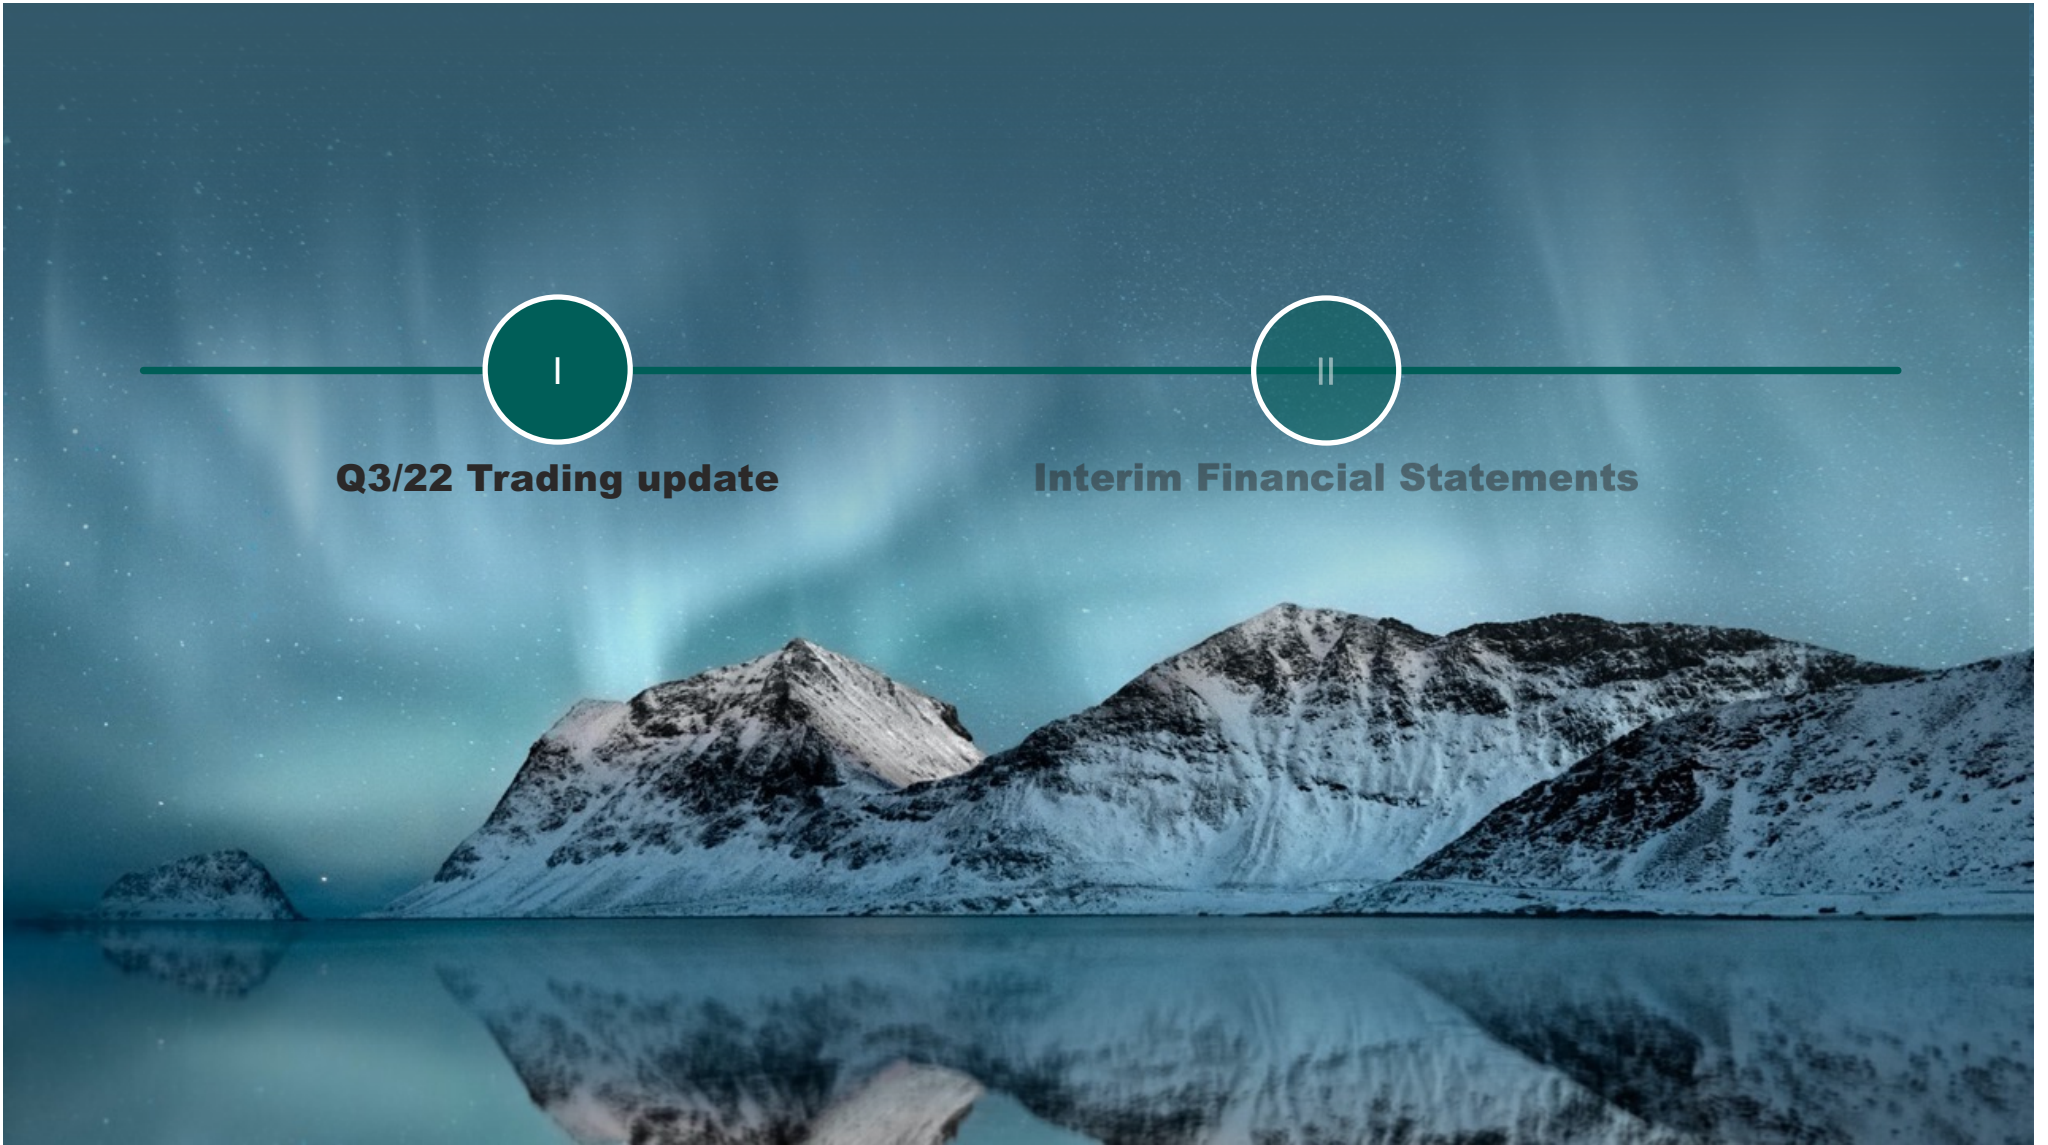 I
II
Q3/22 Trading update
Interim Financial Statements